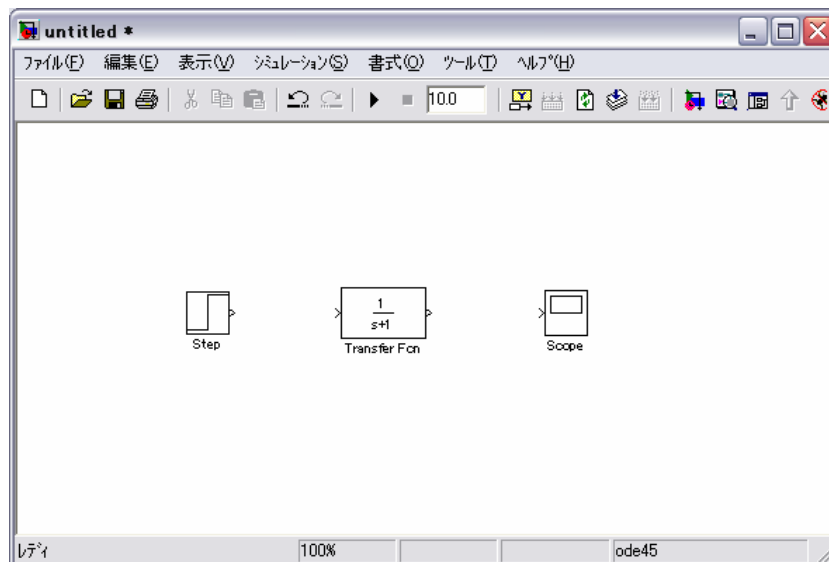 untitled *
ファイル(F) 編集(E) 表示(V) シミュレーション(S) 書式(O) ツール(T) ヘルプ(H)
10.0
1
s+1
Step
Transfer Fcn
Scope
レディ 100% ode45